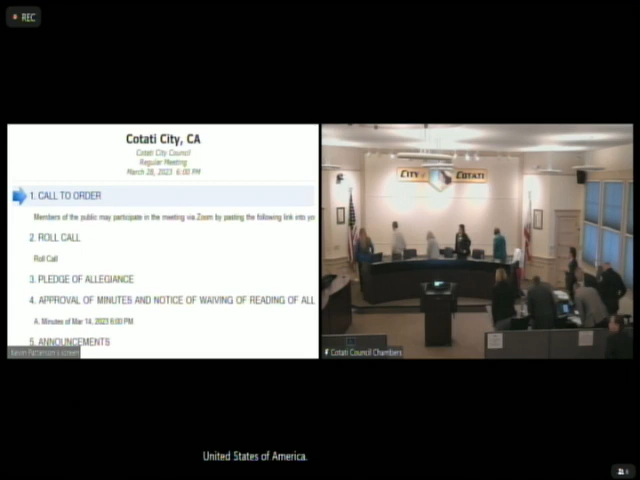 REC
Cotati City, CA
Cotati City Council
Regular Meeting
March 28, 2023 6:00 PM
1. CALL TO ORDER
Members of the public may participate in the meeting via Zoom by pasting the following link into yo
2. ROLL CALL
Roll Call
3. PLEDGE OF ALLEGIANCE
4. APPROVAL OF MINUTES AND NOTICE OF WAIVING OF READING OF ALL
A. Minutes of Mar 14, 2023 6:00 PM
5. ANNOUNCEMENTS
CITY COTATI
Cotati Council Chambers
United States of America.